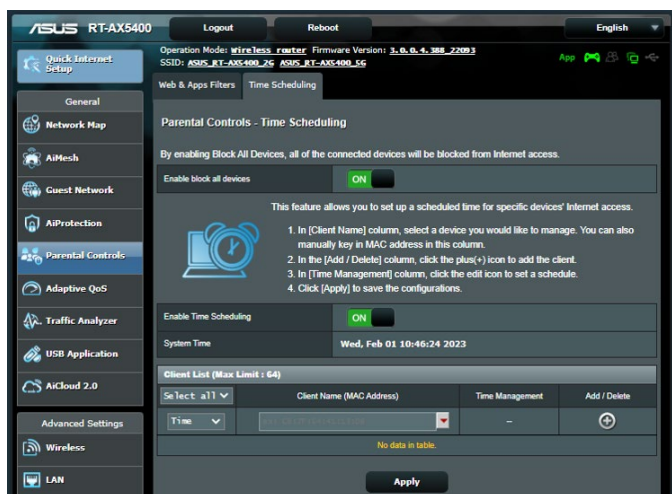 ASUS RT-AX5400
Logout
Reboot
English
Quick Internet
Setup
General
Network Map
AiMesh
Guest Network
AiProtection
Parental Controls
Adaptive QoS
Traffic Analyzer
USB Application
AiCloud 2.0
Advanced Settings
Wireless
LAN
Operation Mode: Wireless router Firmware Version: 3.0.0.4.388_22093
SSID: ASUS_RT-AX5400_2G ASUS_RT-AX5400_5G
App
Web & Apps Filters
Time Scheduling
Parental Controls - Time Scheduling
By enabling Block All Devices, all of the connected devices will be blocked from Internet access.
Enable block all devices
ON
This feature allows you to set up a scheduled time for specific devices' Internet access.
1. In [Client Name] column, select a device you would like to manage. You can also
manually key in MAC address in this column.
2. In the [Add / Delete] column, click the plus(+) icon to add the client.
3. In [Time Management] column, click the edit icon to set a schedule.
4. Click [Apply] to save the configurations.
Enable Time Scheduling
ON
System Time
Wed, Feb 01 10:46:24 2023
Client List (Max Limit : 64)
Select all
Client Name (MAC Address)
Time Management
Add / Delete
Time
–
No data in table.
Apply